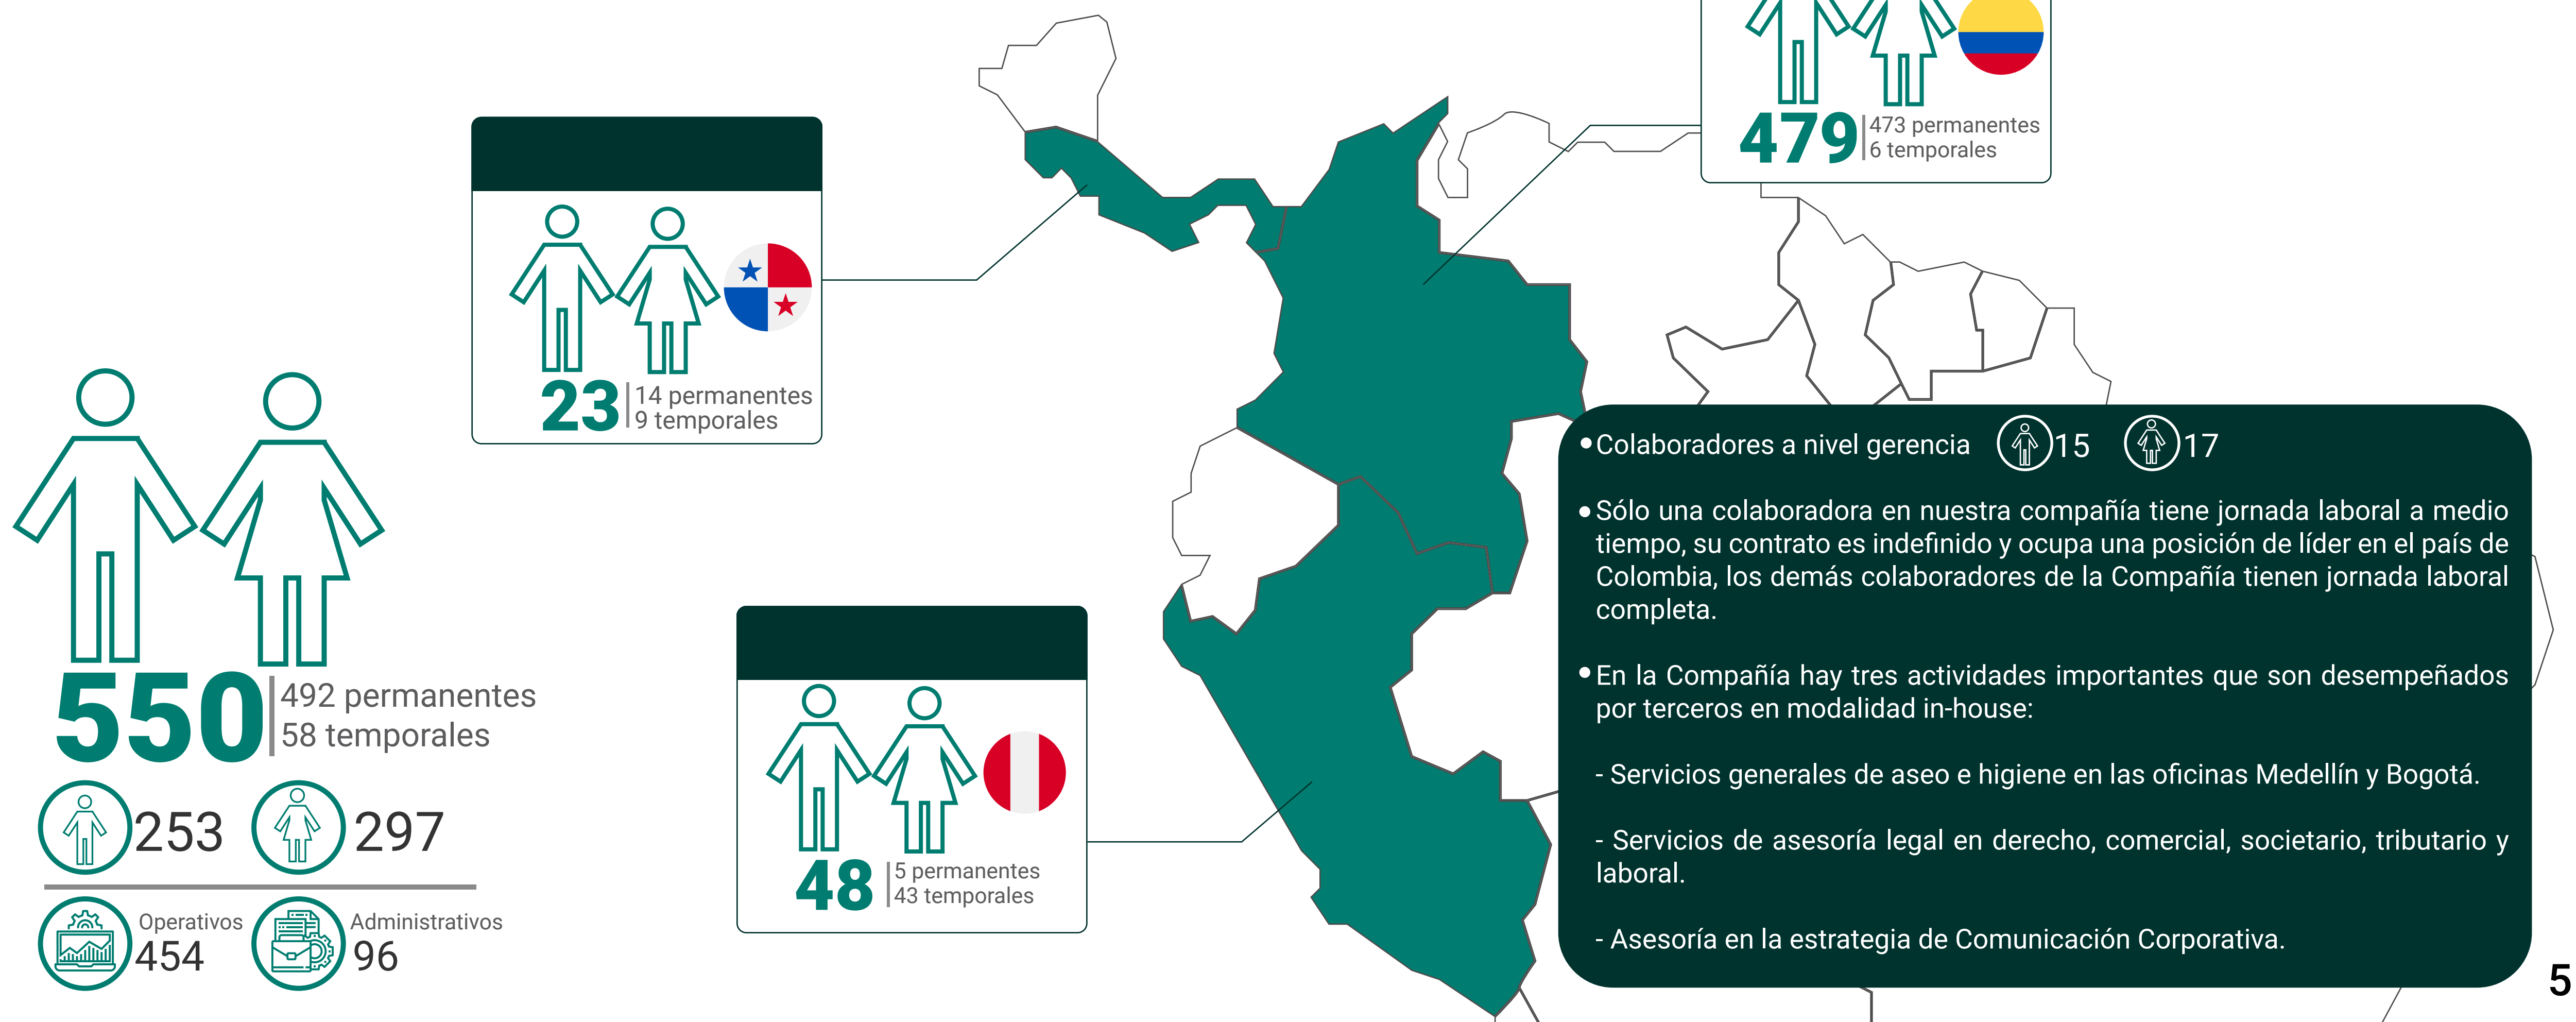 479
473 permanentes
6 temporales
23
14 permanentes
9 temporales
550
492 permanentes
58 temporales
253
297
Operativos
454
Administrativos
96
48
5 permanentes
43 temporales
•Colaboradores a nivel gerencia 15 17
•Sólo una colaboradora en nuestra compañía tiene jornada laboral a medio
tiempo, su contrato es indefinido y ocupa una posición de líder en el país de
Colombia, los demás colaboradores de la Compañía tienen jornada laboral
completa.
•En la Compañía hay tres actividades importantes que son desempeñados
por terceros en modalidad in-house:
- Servicios generales de aseo e higiene en las oficinas Medellín y Bogotá.
- Servicios de asesoría legal en derecho, comercial, societario, tributario y
laboral.
- Asesoría en la estrategia de Comunicación Corporativa.
5